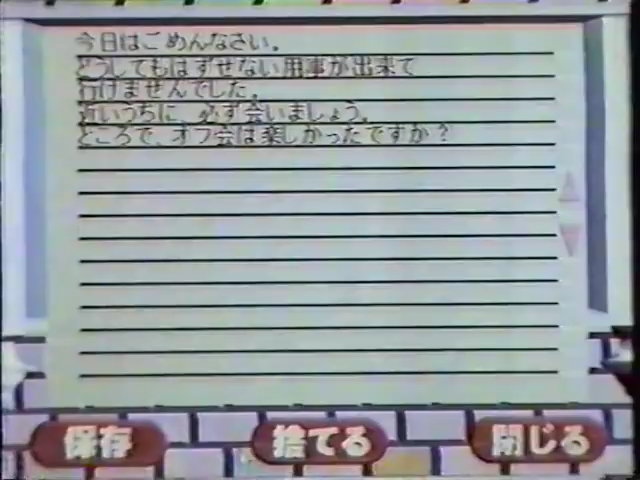 今日はごめんなさい。
どうしてもはずせない用事が出来て
行けませんでした。
近いうちに、必ず会いましょう。
ところで、オフ会は楽しかったですか？
保存
捨てる
閉じる